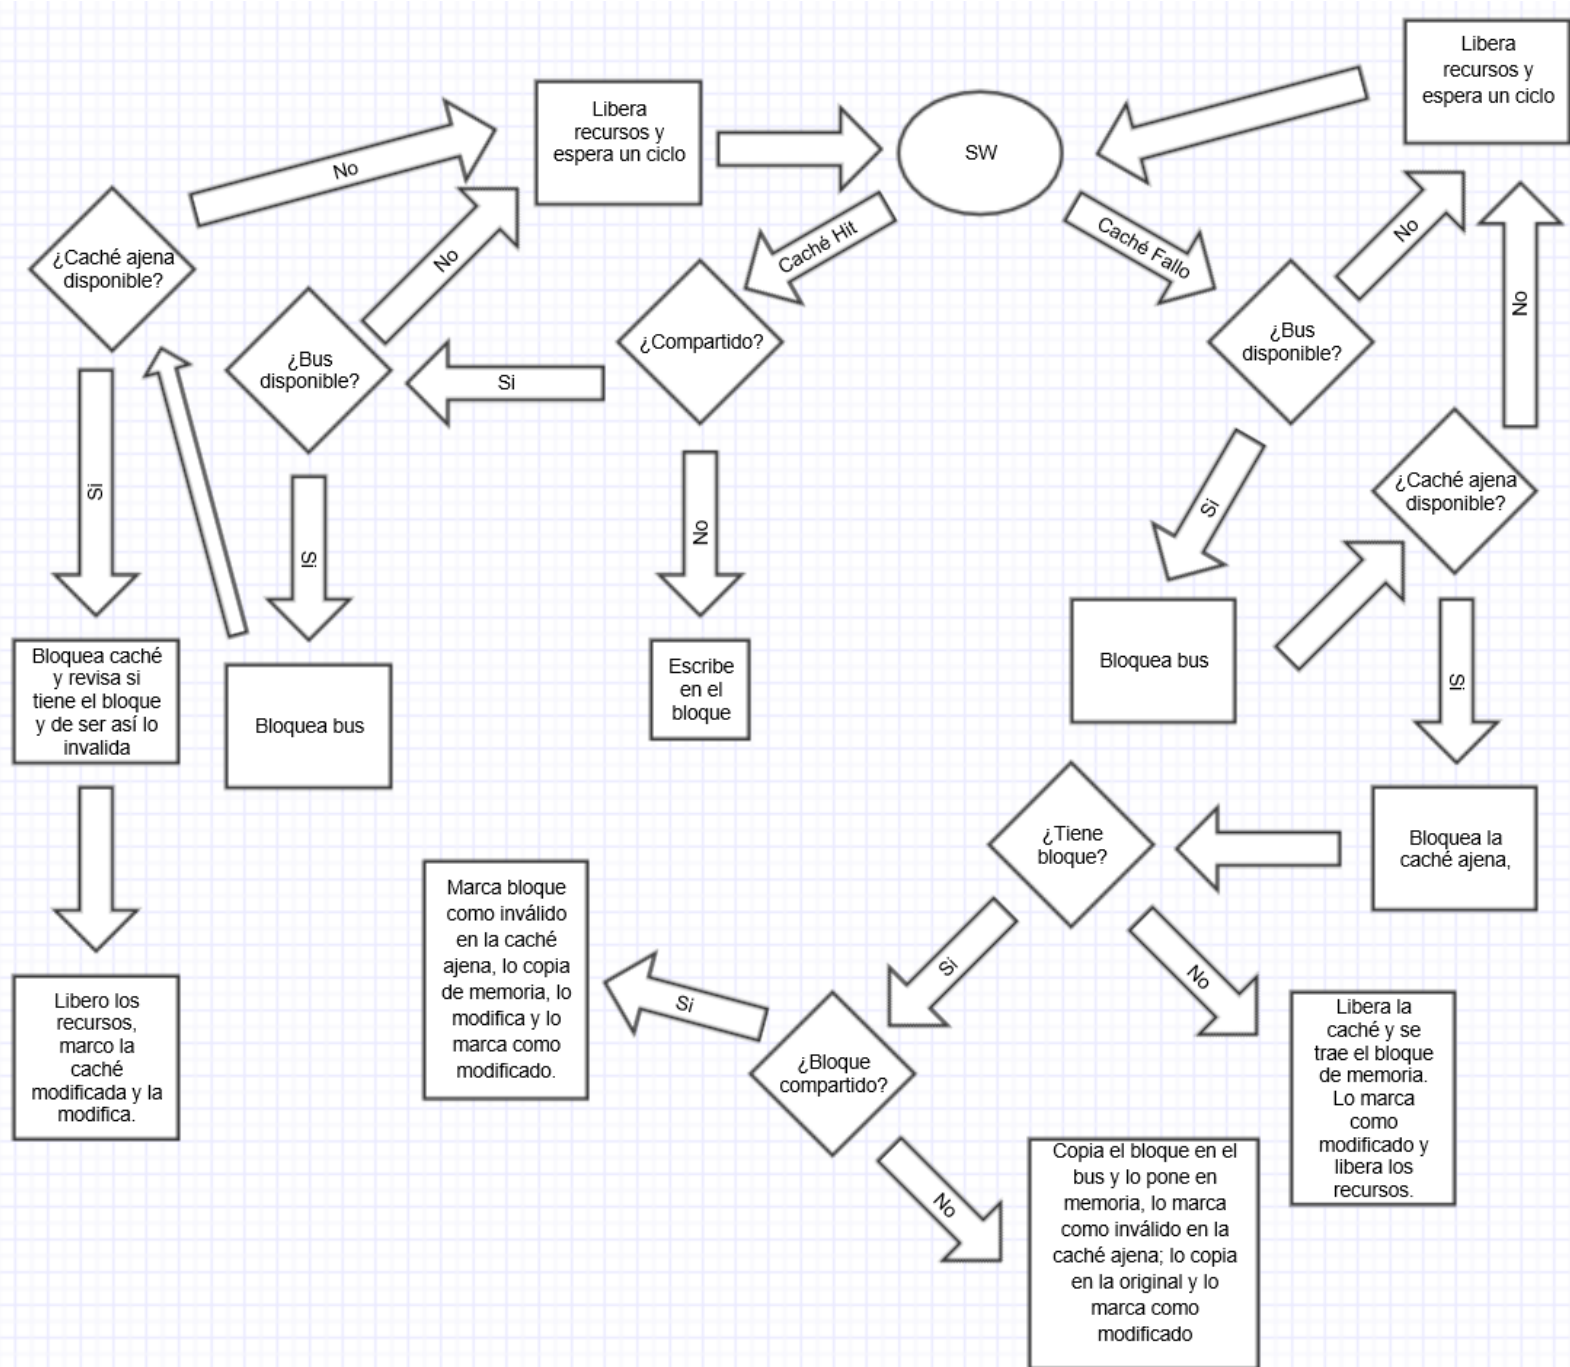 Libera
recursos y
espera un ciclo
Libera
recursos y
espera un ciclo
SW
No
¿Caché ajena
disponible?
No
Caché Hit
Caché Fallo
No
No
¿Bus
disponible?
¿Compartido?
¿Bus
disponible?
Si
Si
Si
No
Si
¿Caché ajena
disponible?
Bloquea caché
y revisa si
tiene el bloque
y de ser así lo
invalida
Bloquea bus
Escribe
en el
bloque
Bloquea bus
Si
¿Tiene
bloque?
Bloquea la
caché ajena,
Marca bloque
como inválido
en la caché
ajena, lo copia
de memoria, lo
modifica y lo
marca como
modificado.
Si
Si
No
Libero los
recursos,
marco la
caché
modificada y la
modifica.
¿Bloque
compartido?
Libera la
caché y se
trae el bloque
de memoria.
Lo marca
como
modificado y
libera los
recursos.
No
Copia el bloque en el
bus y lo pone en
memoria, lo marca
como inválido en la
caché ajena; lo copia
en la original y lo
marca como
modificado